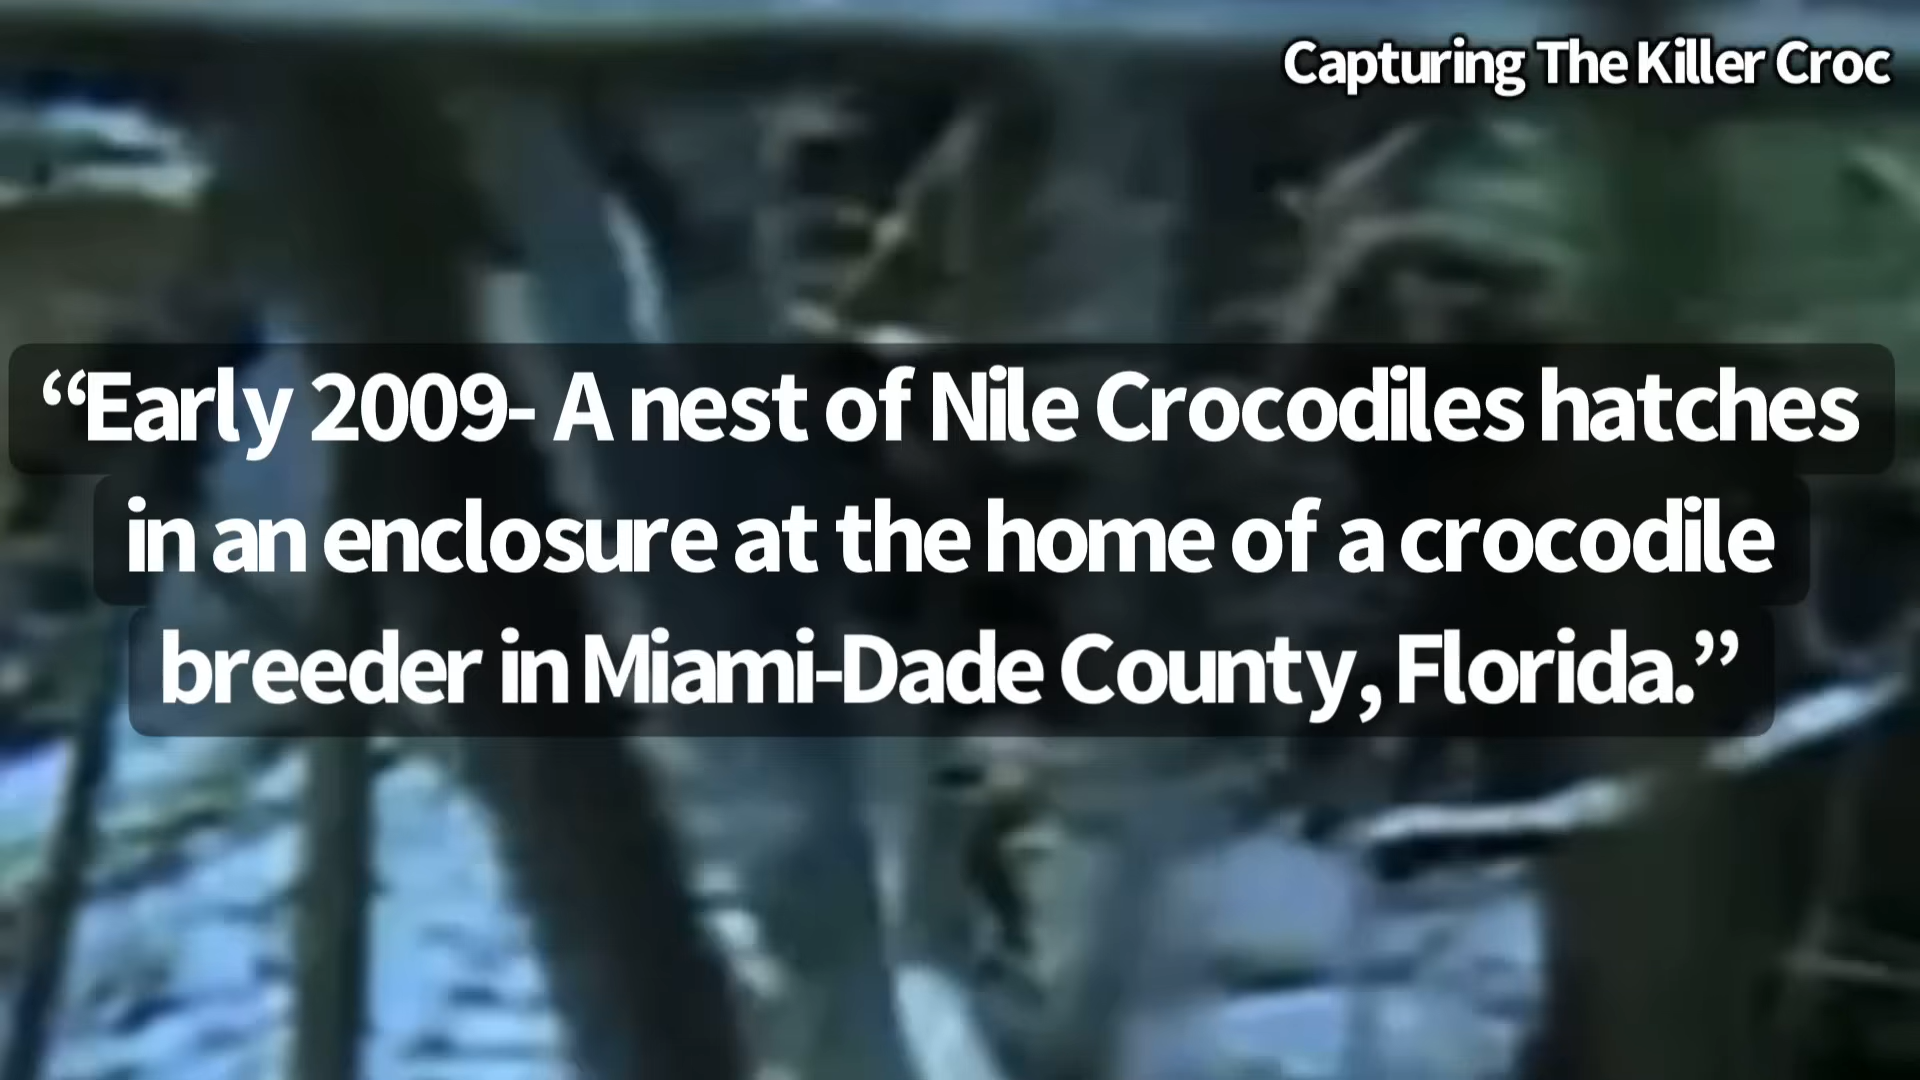 Capturing The Killer Croc
“Early 2009- A nest of Nile Crocodiles hatches
in an enclosure at the home of a crocodile
breeder in Miami-Dade County, Florida.”